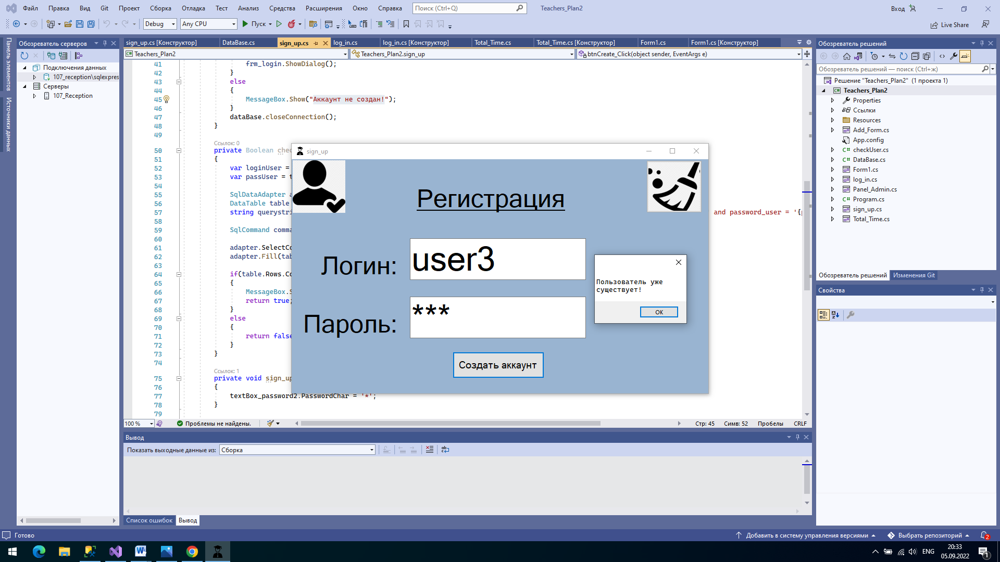 Файл Правка Вид Git Проект Сборка Отладка Тест Анализ Средства Расширения Окно Справка Поиск (Ctrl+Q) Teachers_Plan2 Вход
Debug Any CPU Пуск Live Share
Панель элементов
Источники данных
Обозреватель серверов
Подключения данных
107_reception\sqlexpres
Серверы
107_Reception
sign_up.cs [Конструктор] DataBase.cs sign_up.cs log_in.cs log_in.cs [Конструктор] Total_Time.cs Total_Time.cs [Конструктор] Form1.cs Form1.cs [Конструктор]
Teachers_Plan2 Teachers_Plan2.sign_up btnCreate_Click(object sender, EventArgs e)
41 frm_login.ShowDialog();
42 }
43 else
44 {
45 MessageBox.Show("Аккаунт не создан!");
46 }
47 dataBase.closeConnection();
48 }
49
Ссылок: 0
50 private Boolean chec
51 {
52 var loginUser =
53 var passUser = t
54
55 SqlDataAdapter a
56 DataTable table
57 string querystri and password_user = '{p
58
59 SqlCommand comma
60
61 adapter.SelectCo
62 adapter.Fill(tab
63
64 if(table.Rows.Co
65 {
66 MessageBox.S
67 return true;
68 }
69 else
70 {
71 return false
72 }
73 }
74
Ссылок: 1
75 private void sign_up
76 {
77 textBox_password2.PasswordChar = '*';
78 }
79
sign_up
Регистрация
Логин: user3
Пароль: ***
Создать аккаунт
Пользователь уже
существует!
OK
100 % Проблемы не найдены. Стр: 45 Симв: 52 Пробелы CRLF
Вывод
Показать выходные данные из: Сборка
Список ошибок Вывод
Обозреватель решений
Обозреватель решений — поиск (Ctrl+ж)
Решение "Teachers_Plan2" (1 проекта 1)
Teachers_Plan2
Properties
Ссылки
Resources
Add_Form.cs
App.config
checkUser.cs
DataBase.cs
Form1.cs
log_in.cs
Panel_Admin.cs
Program.cs
sign_up.cs
Total_Time.cs
Обозреватель решений Изменения Git
Свойства
Готово Добавить в систему управления версиями Выбрать репозиторий 2
ENG 20:33
05.09.2022 1